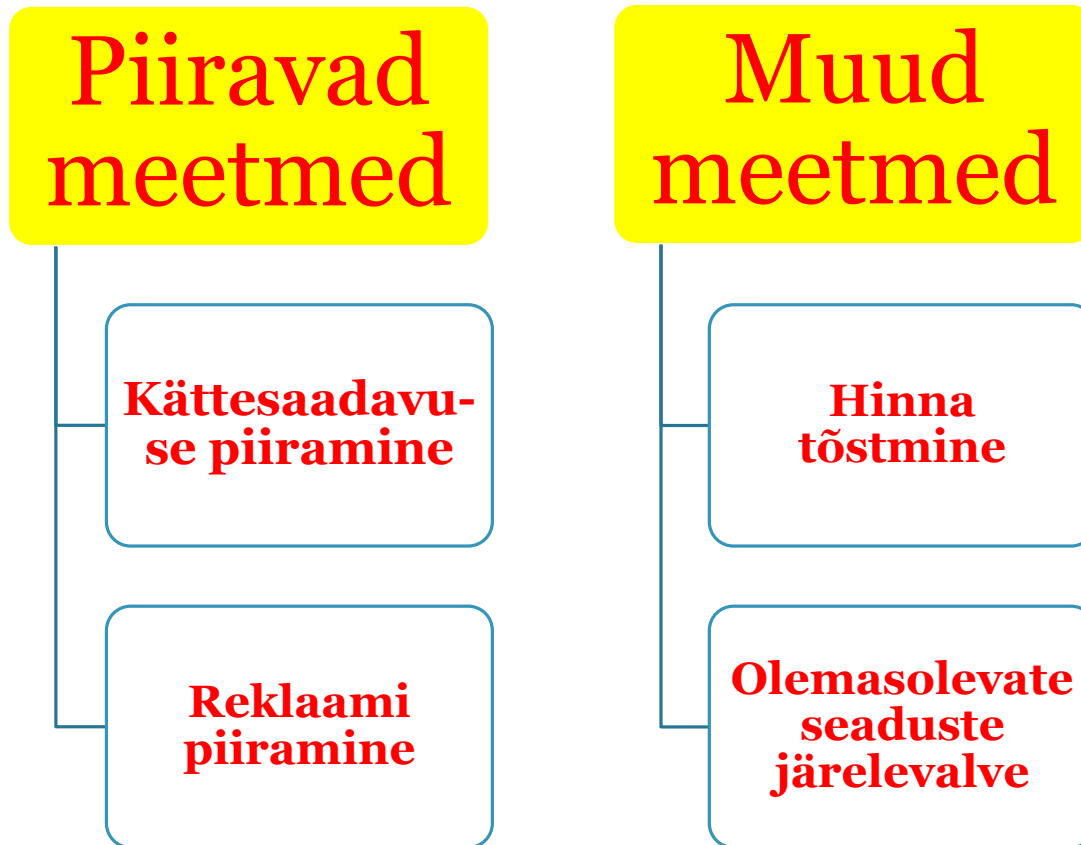 Piiravad
meetmed
Kättesaadavu-
se piiramine
Reklaami
piiramine
Muud
meetmed
Hinna
tõstmine
Olemasolevate
seaduste
järelevalve